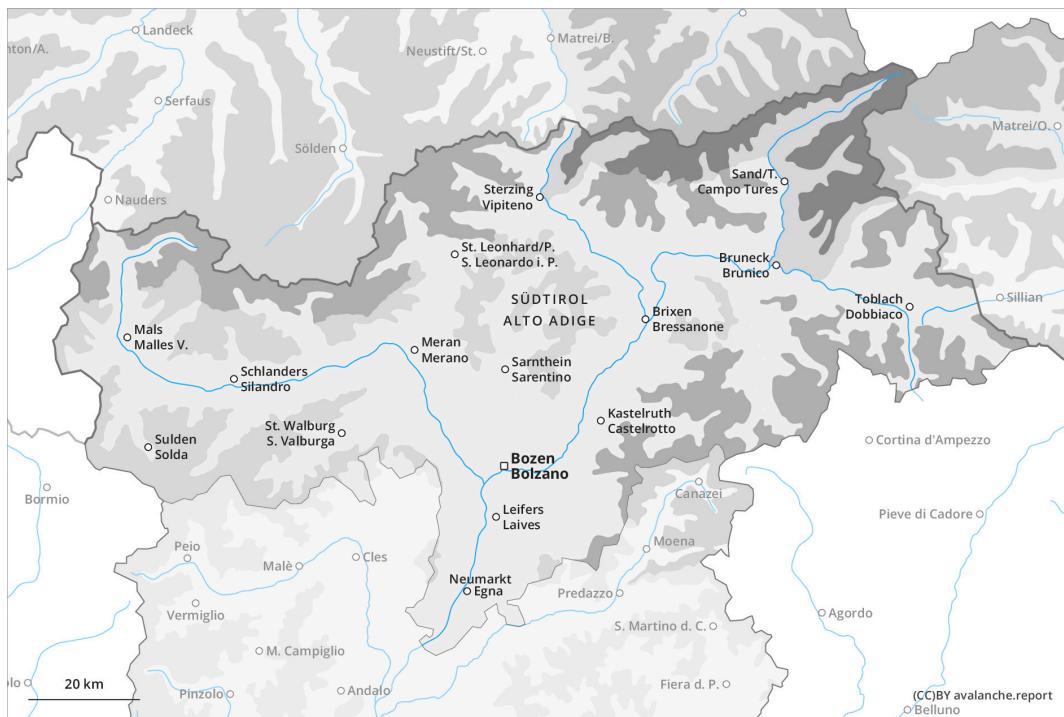 Landeck
nton/A.
Neustift/St.
Matrei/B.
Serfaus
Sölden
Matrei/O.
Nauders
Sterzing
Vipiteno
Sand/T.
Campo Tures
St. Leonhard/P.
S. Leonardo i. P.
Bruneck
Brunico
SÜDTIROL
ALTO ADIGE
Toblach
Dobbiaco
Sillian
Brixen
Bressanone
Mals
Malles V.
Meran
Merano
Schlanders
Silandro
Sarnthein
Sarentino
Kastelruth
Castelrotto
St. Walburg
S. Valburga
Sulden
Solda
Cortina d'Ampezzo
Bozen
Bolzano
Bormio
Canazei
Leifers
Laives
Pieve di Cadore
Peio
Malè
Cles
Moena
Neumarkt
Egna
Predazzo
Vermiglio
Agordo
S. Martino d. C.
M. Campiglio
20 km
Pinzolo
Andalo
Fiera d. P.
olo
(CC)BY avalanche.report
Belluno